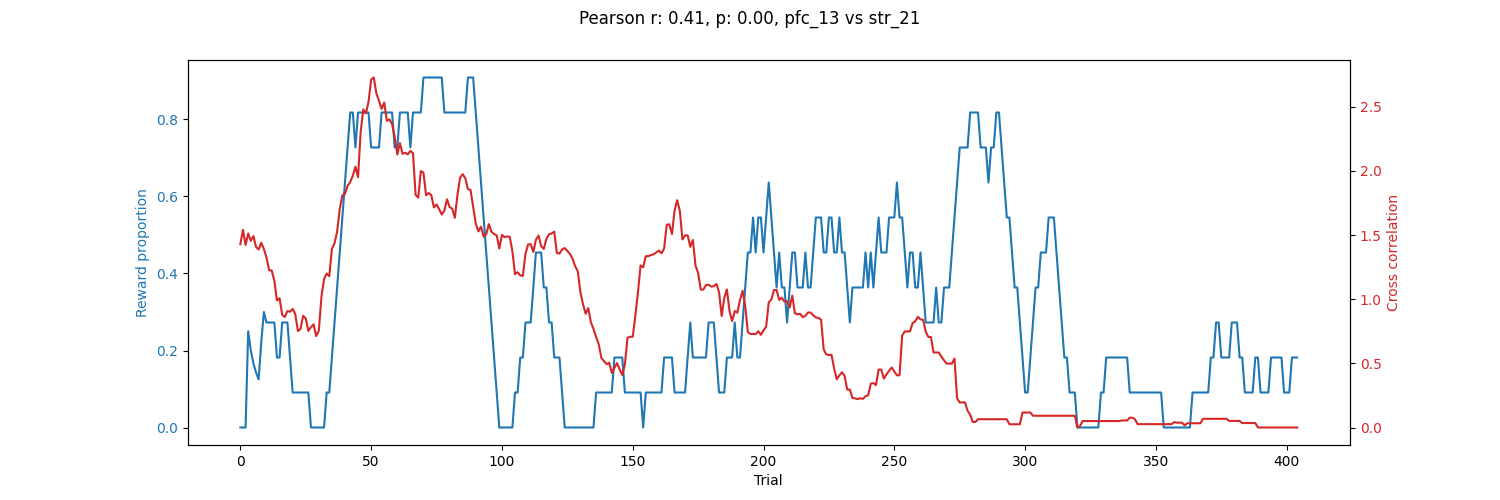 Pearson r: 0.41, p: 0.00, pfc_13 vs str_21
Reward proportion
0.8
0.6
0.4
0.2
0.0
2.5
2.0
1.5
1.0
0.5
0.0
Cross correlation
0 50 100 150 200 250 300 350 400
Trial